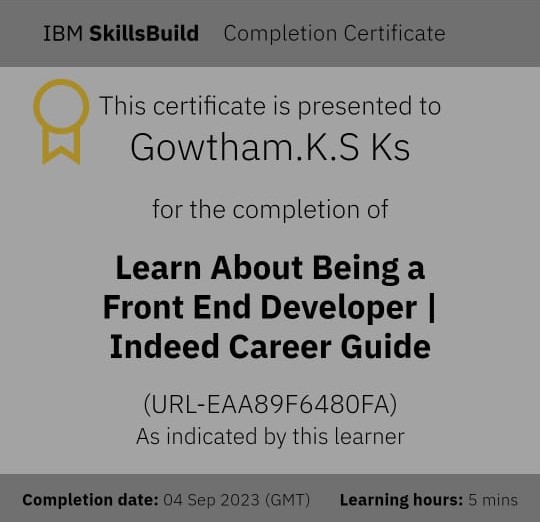 IBM SkillsBuild Completion Certificate
This certificate is presented to
Gowtham.K.S Ks
for the completion of
Learn About Being a
Front End Developer |
Indeed Career Guide
(URL-EAA89F6480FA)
As indicated by this learner
Completion date: 04 Sep 2023 (GMT) Learning hours: 5 mins